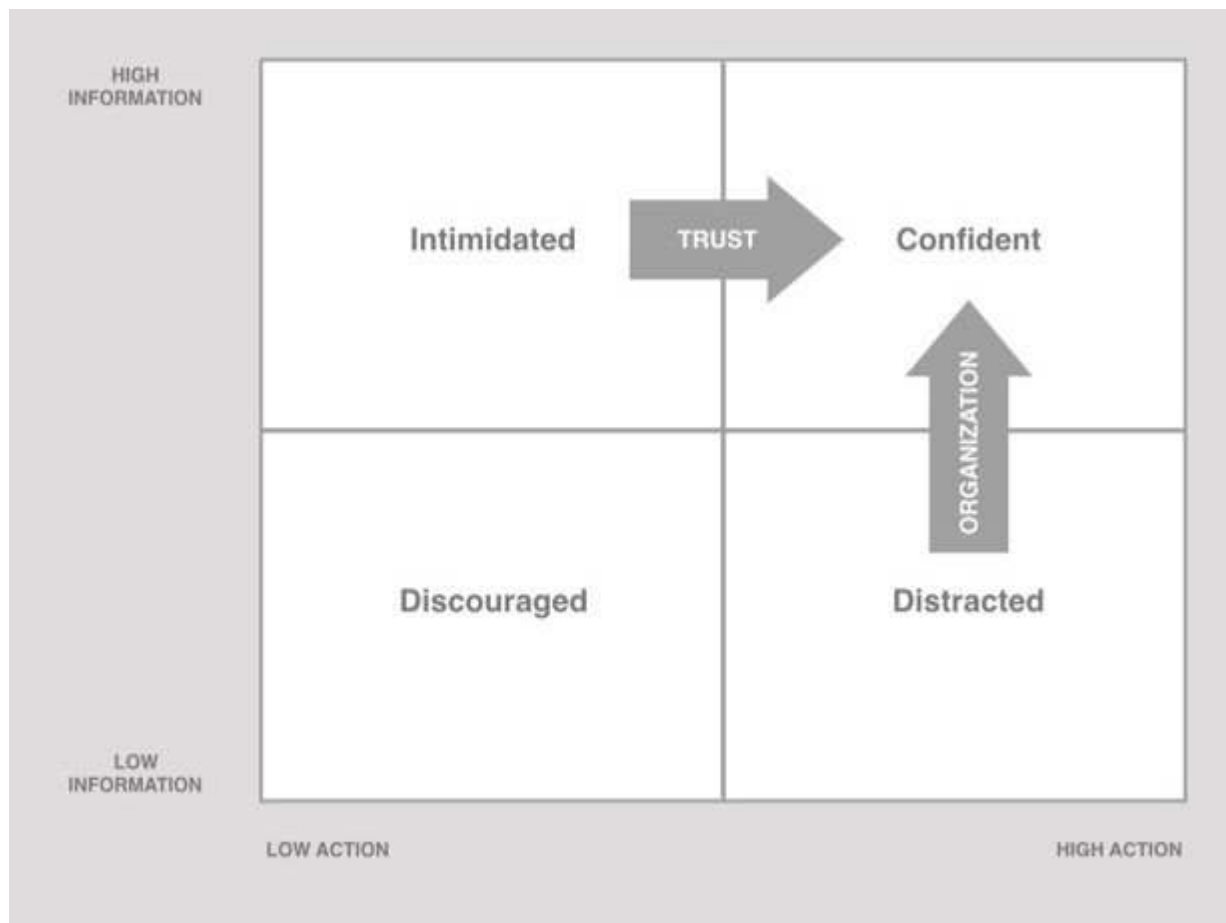 HIGH
INFORMATION
Intimidated
TRUST
Confident
ORGANIZATION
Discouraged
Distracted
LOW
INFORMATION
LOW ACTION
HIGH ACTION